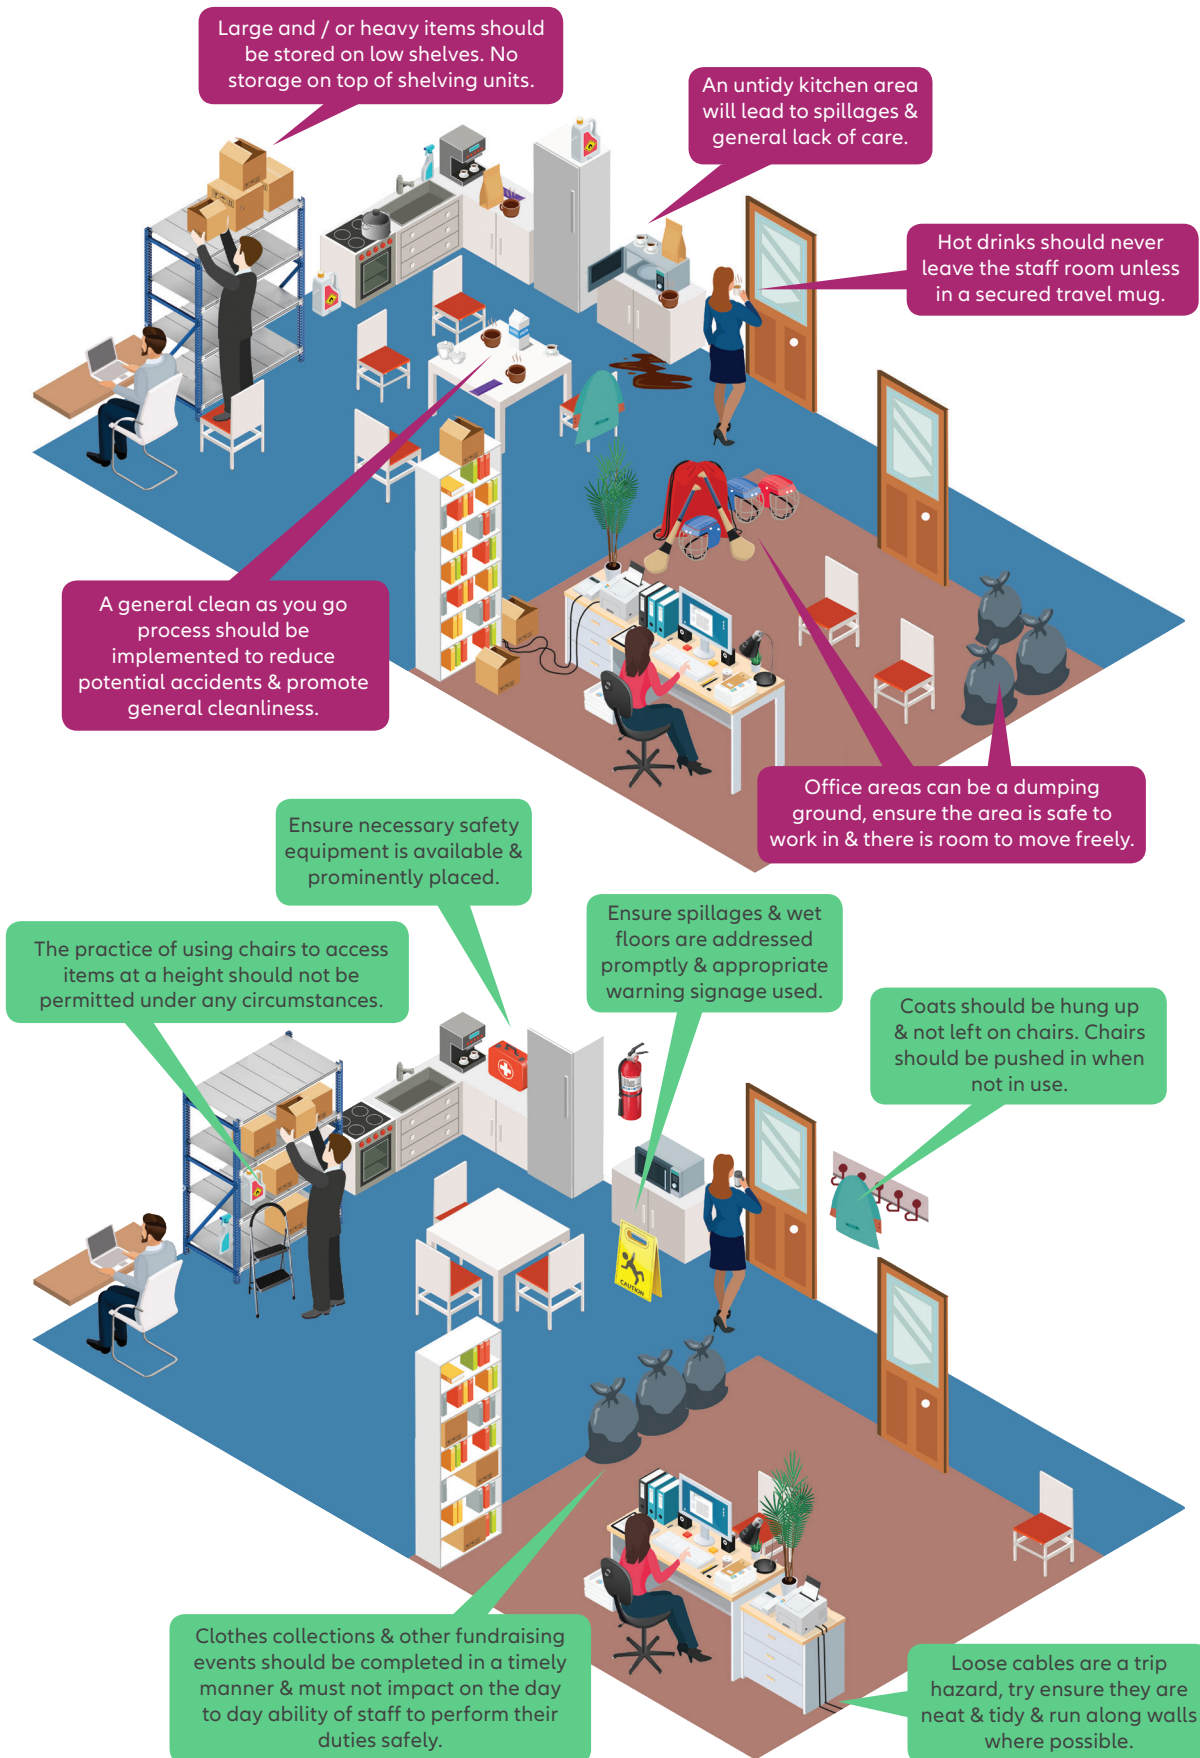 Large and / or heavy items should
be stored on low shelves. No
storage on top of shelving units.
An untidy kitchen area
will lead to spillages &
general lack of care.
Hot drinks should never
leave the staff room unless
in a secured travel mug.
A general clean as you go
process should be
implemented to reduce
potential accidents & promote
general cleanliness.
Office areas can be a dumping
ground, ensure the area is safe to
work in & there is room to move freely.
Ensure necessary safety
equipment is available &
prominently placed.
Ensure spillages & wet
floors are addressed
promptly & appropriate
warning signage used.
The practice of using chairs to access
items at a height should not be
permitted under any circumstances.
Coats should be hung up
& not left on chairs. Chairs
should be pushed in when
not in use.
CAUTION
Clothes collections & other fundraising
events should be completed in a timely
manner & must not impact on the day
to day ability of staff to perform their
duties safely.
Loose cables are a trip
hazard, try ensure they are
neat & tidy & run along walls
where possible.